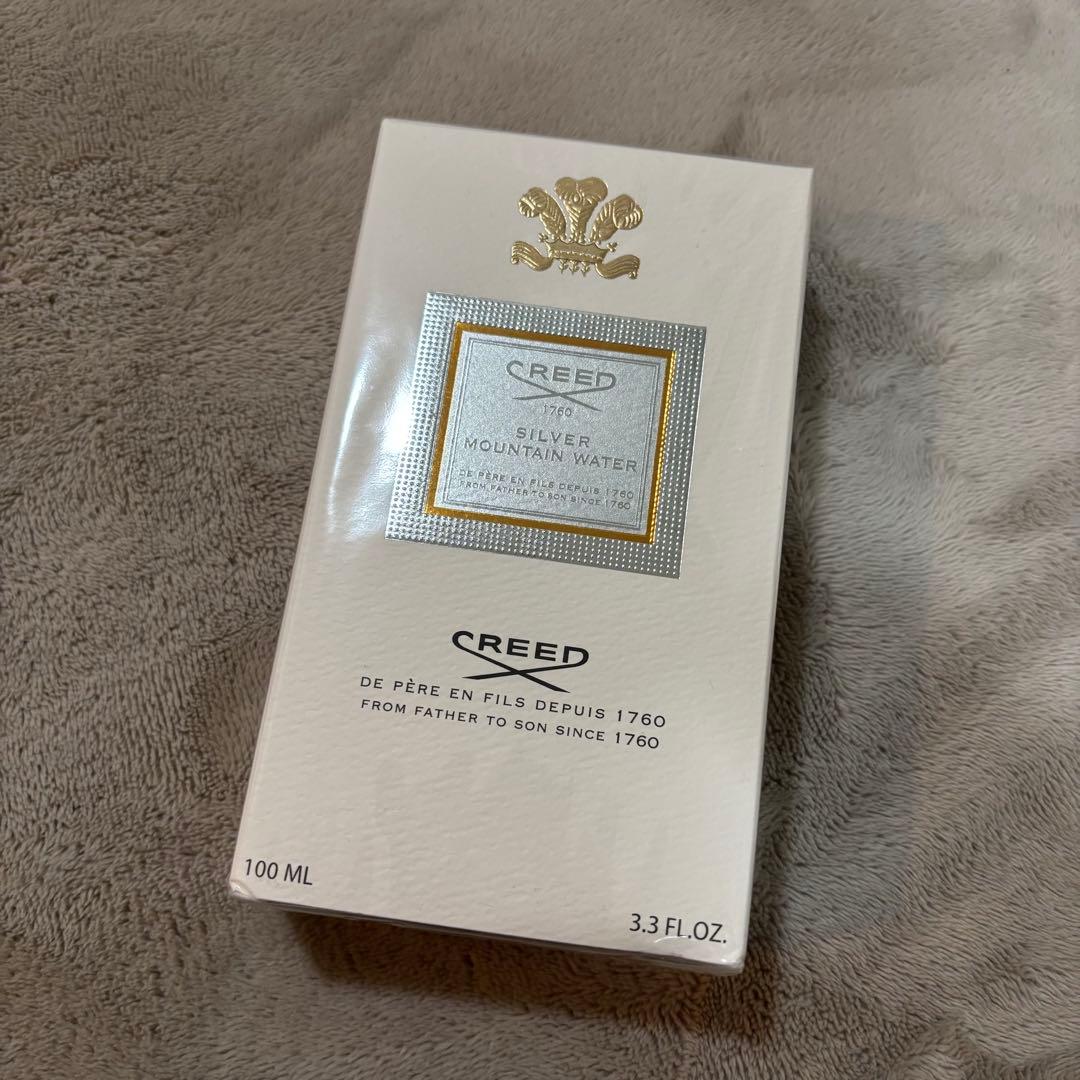 CREED
1760
SILVER
MOUNTAIN WATER
DE PÈRE EN FILS DEPUIS 1760
FROM FATHER TO SON SINCE 1760
CREED
DE PÈRE EN FILS DEPUIS 1760
FROM FATHER TO SON SINCE 1760
100 ML
3.3 FL.OZ.